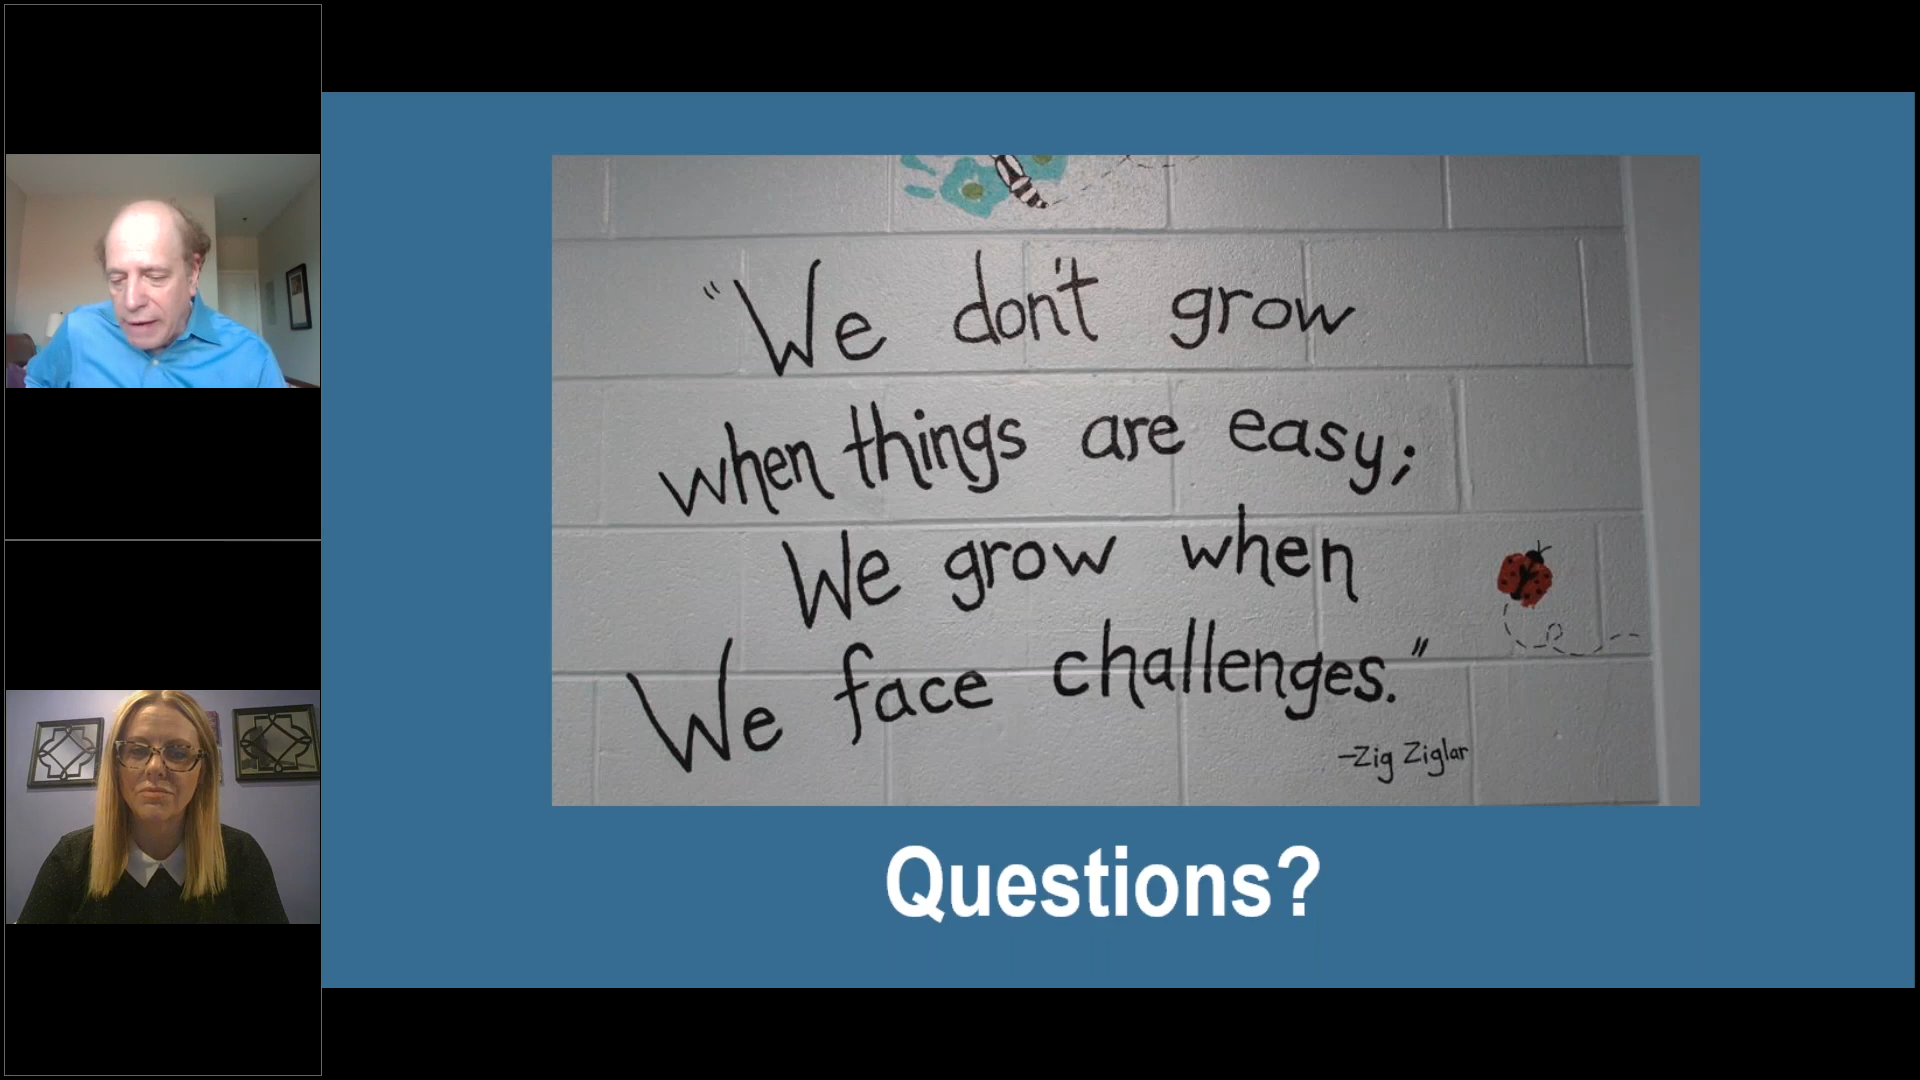 "We don't grow
when things are easy;
We grow when
We face challenges."
-Zig Ziglar
Questions?